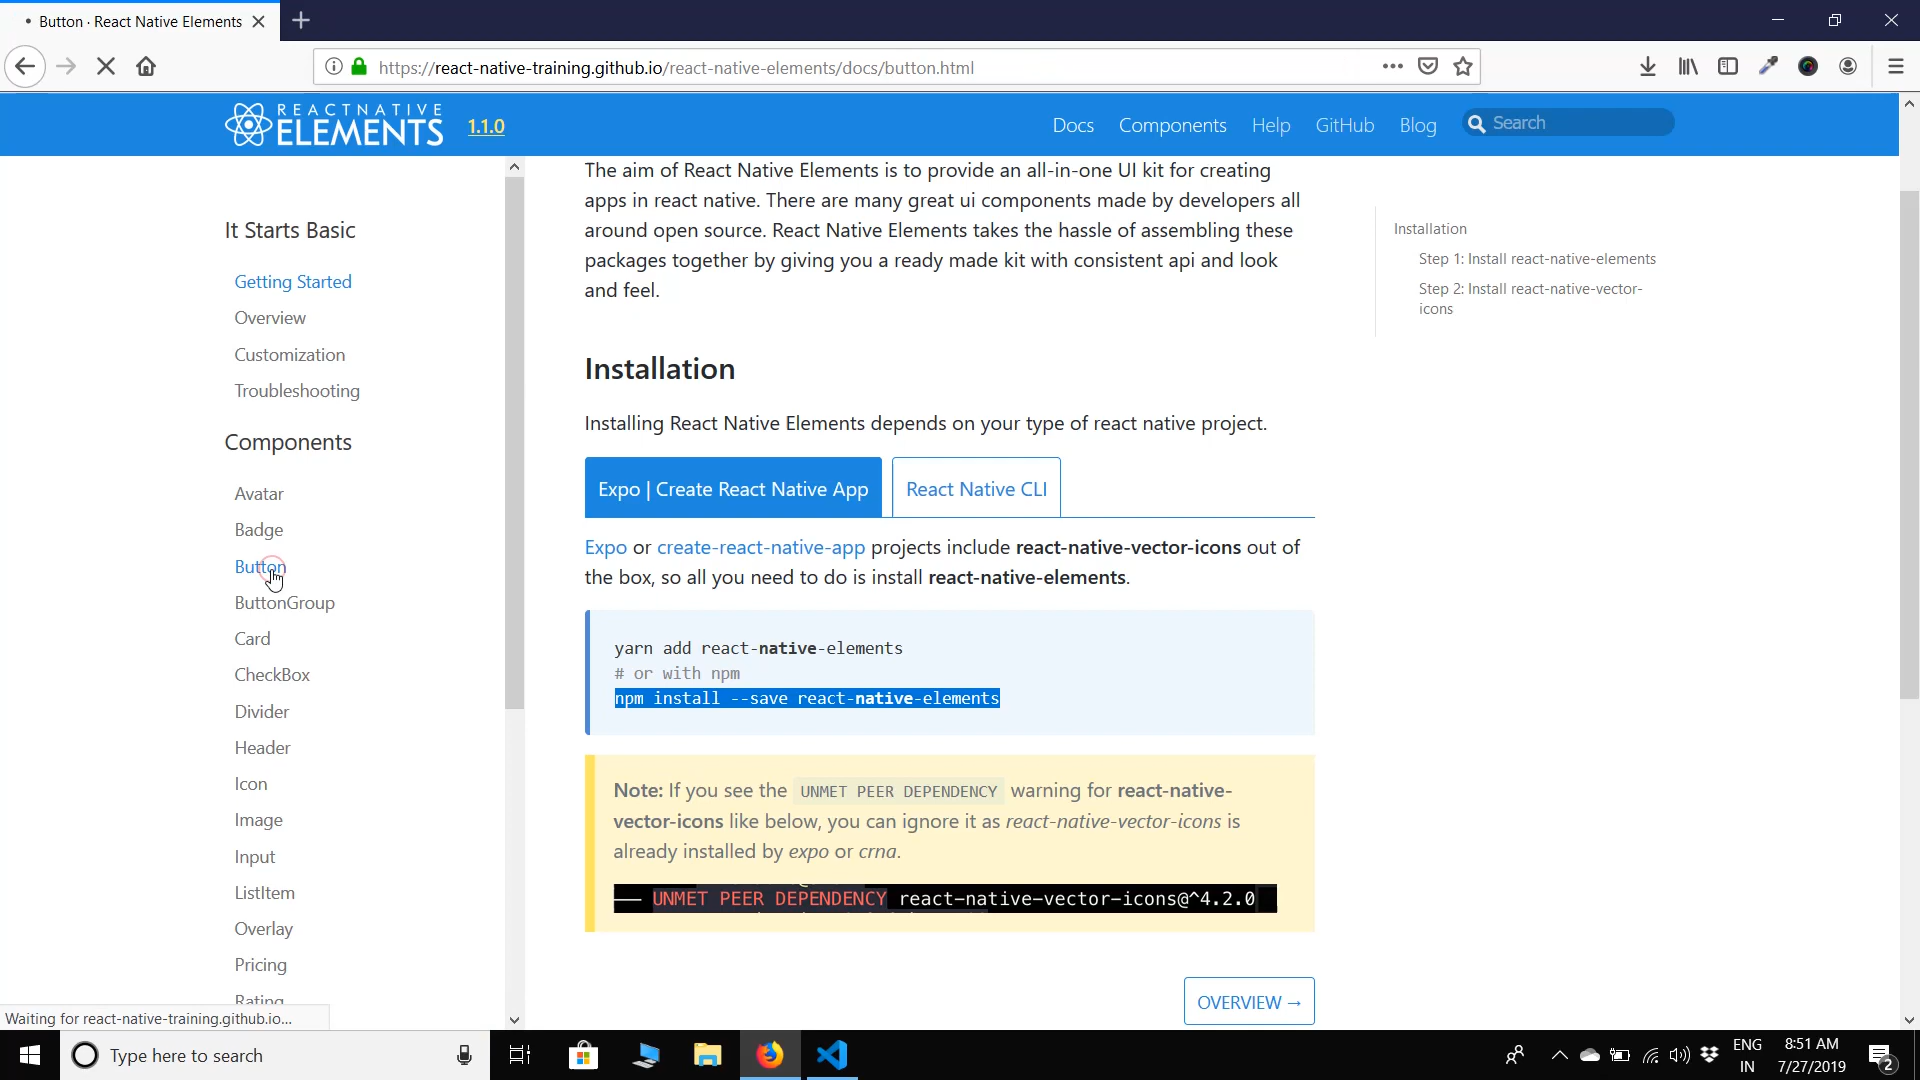 Button · React Native Elements
https://react-native-training.github.io/react-native-elements/docs/button.html
REACTNATIVE
ELEMENTS
1.1.0
Docs
Components
Help
GitHub
Blog
Search
It Starts Basic
Getting Started
Overview
Customization
Troubleshooting
Components
Avatar
Badge
Button
ButtonGroup
Card
CheckBox
Divider
Header
Icon
Image
Input
ListItem
Overlay
Pricing
Rating
The aim of React Native Elements is to provide an all-in-one UI kit for creating
apps in react native. There are many great ui components made by developers all
around open source. React Native Elements takes the hassle of assembling these
packages together by giving you a ready made kit with consistent api and look
and feel.
Installation
Installing React Native Elements depends on your type of react native project.
Expo | Create React Native App
React Native CLI
Expo or create-react-native-app projects include react-native-vector-icons out of
the box, so all you need to do is install react-native-elements.
yarn add react-native-elements
# or with npm
npm install --save react-native-elements
Note: If you see the UNMET PEER DEPENDENCY warning for react-native-
vector-icons like below, you can ignore it as react-native-vector-icons is
already installed by expo or crna.
UNMET PEER DEPENDENCY react-native-vector-icons@^4.2.0
OVERVIEW →
Installation
Step 1: Install react-native-elements
Step 2: Install react-native-vector-
icons
Waiting for react-native-training.github.io...
Type here to search
ENG
IN
8:51 AM
7/27/2019
2